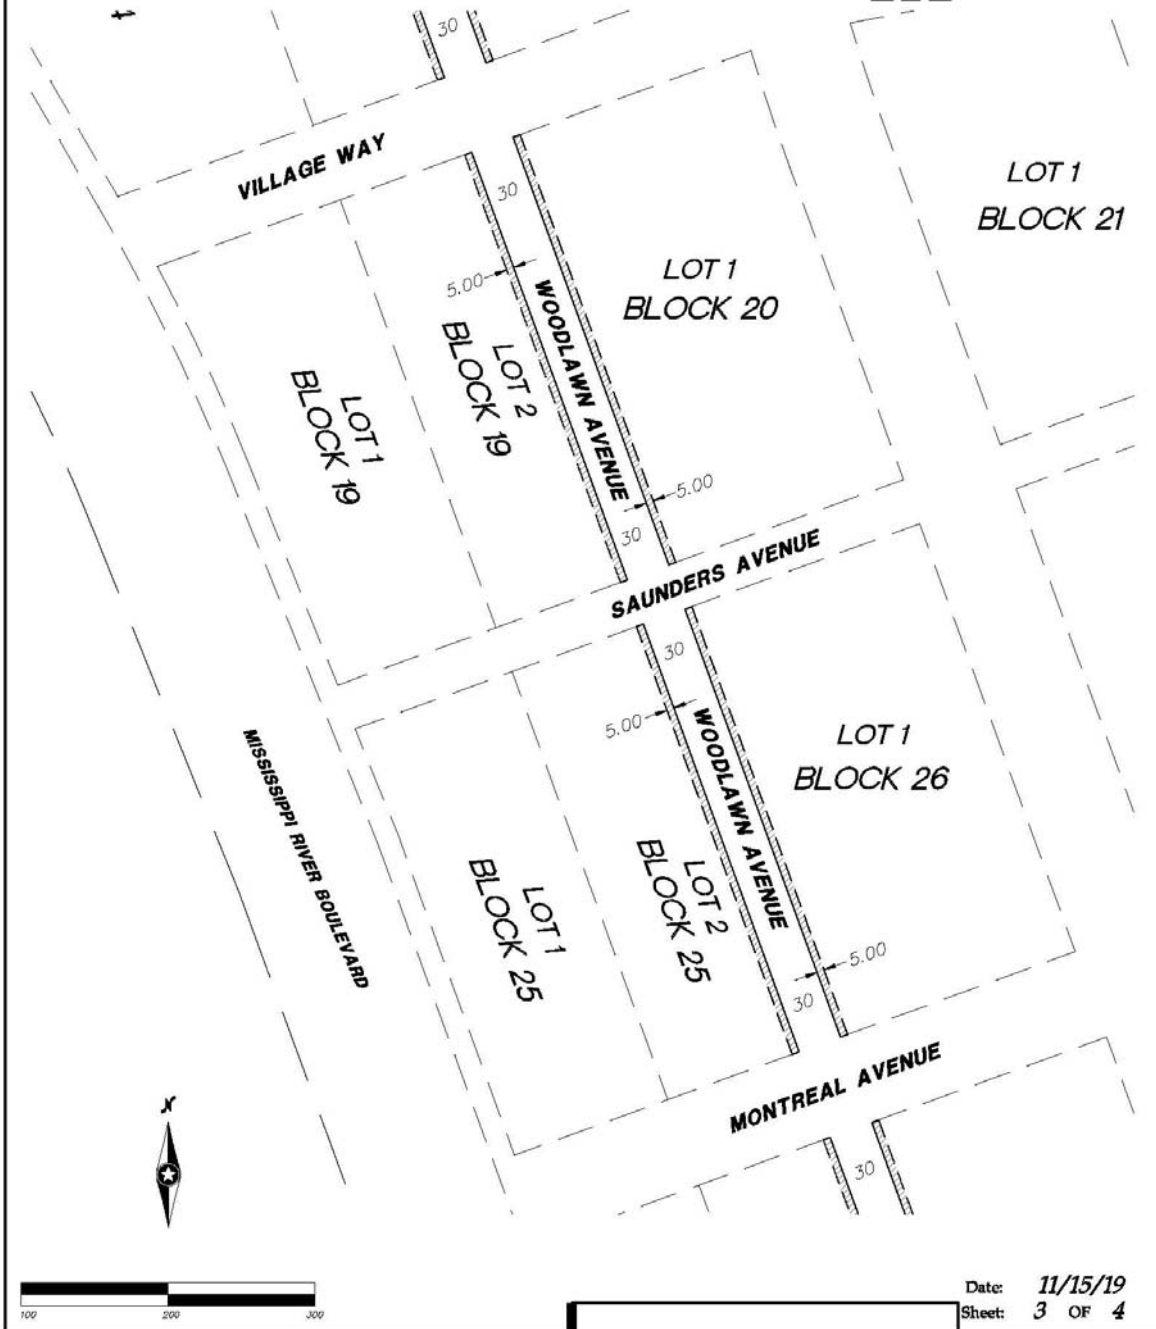 30
VILLAGE WAY
30
LOT 1
BLOCK 21
LOT 1
BLOCK 20
5.00
WOODLAWN AVENUE
LOT 2
BLOCK 19
LOT 1
BLOCK 19
5.00
30
SAUNDERS AVENUE
30
5.00
WOODLAWN AVENUE
LOT 1
BLOCK 26
MISSISSIPPI RIVER BOULEVARD
LOT 2
BLOCK 25
LOT 1
BLOCK 25
5.00
30
MONTREAL AVENUE
N
30
100 200 300
Date: 11/15/19
Sheet: 3 OF 4